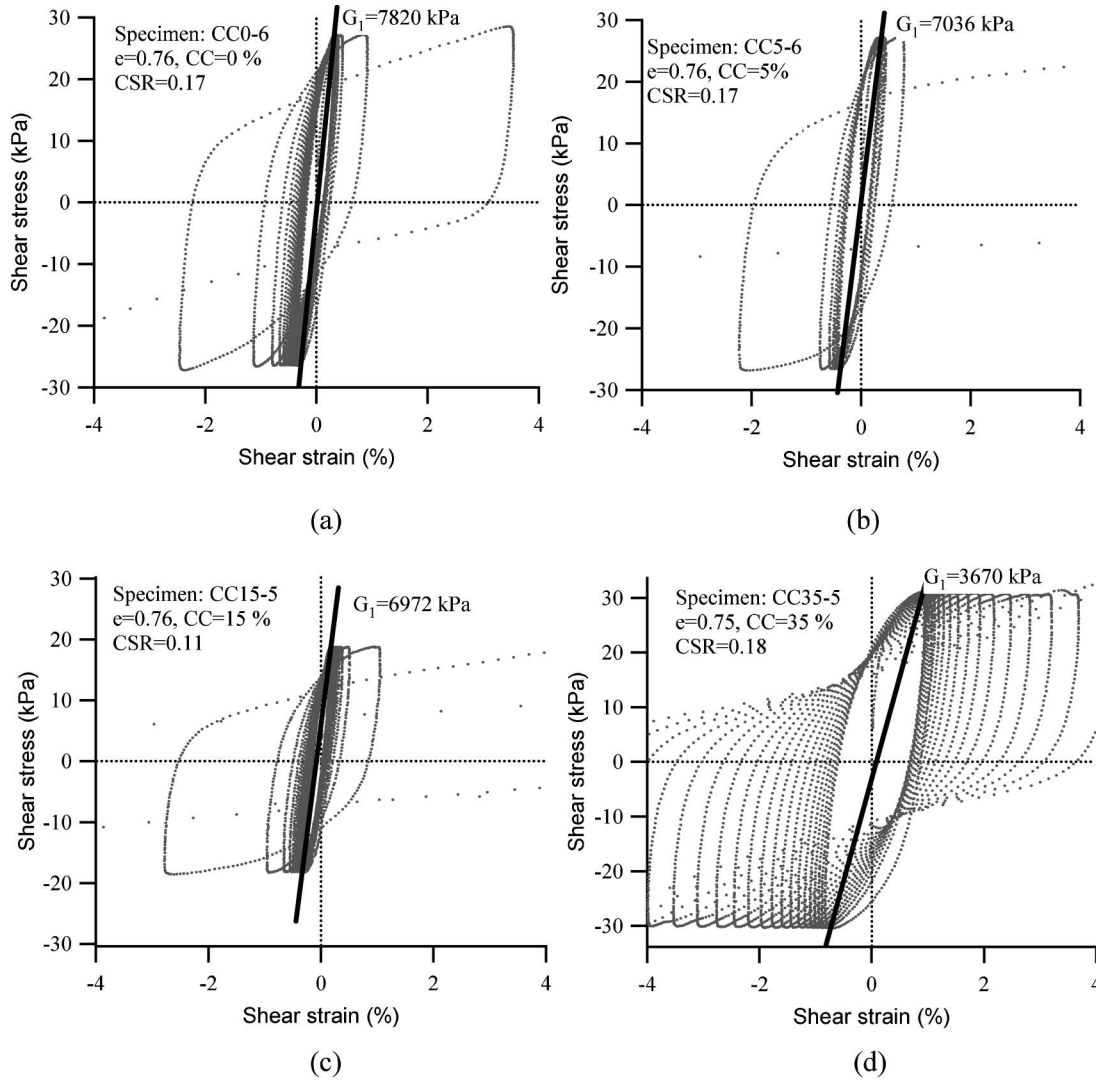 G1=7820 kPa
Specimen: CC0-6
e=0.76, CC=0 %
CSR=0.17
30
20
10
0
-10
-20
-30
Shear stress (kPa)
-4
-2
0
2
4
Shear strain (%)
(a)
G1=7036 kPa
Specimen: CC5-6
e=0.76, CC=5%
CSR=0.17
30
20
10
0
-10
-20
-30
Shear stress (kPa)
-4
-2
0
2
4
Shear strain (%)
(b)
Specimen: CC15-5
e=0.76, CC=15 %
CSR=0.11
G1=6972 kPa
30
20
10
0
-10
-20
-30
Shear stress (kPa)
-4
-2
0
2
4
Shear strain (%)
(c)
G1=3670 kPa
Specimen: CC35-5
e=0.75, CC=35 %
CSR=0.18
30
20
10
0
-10
-20
-30
Shear stress (kPa)
-4
-2
0
2
4
Shear strain (%)
(d)